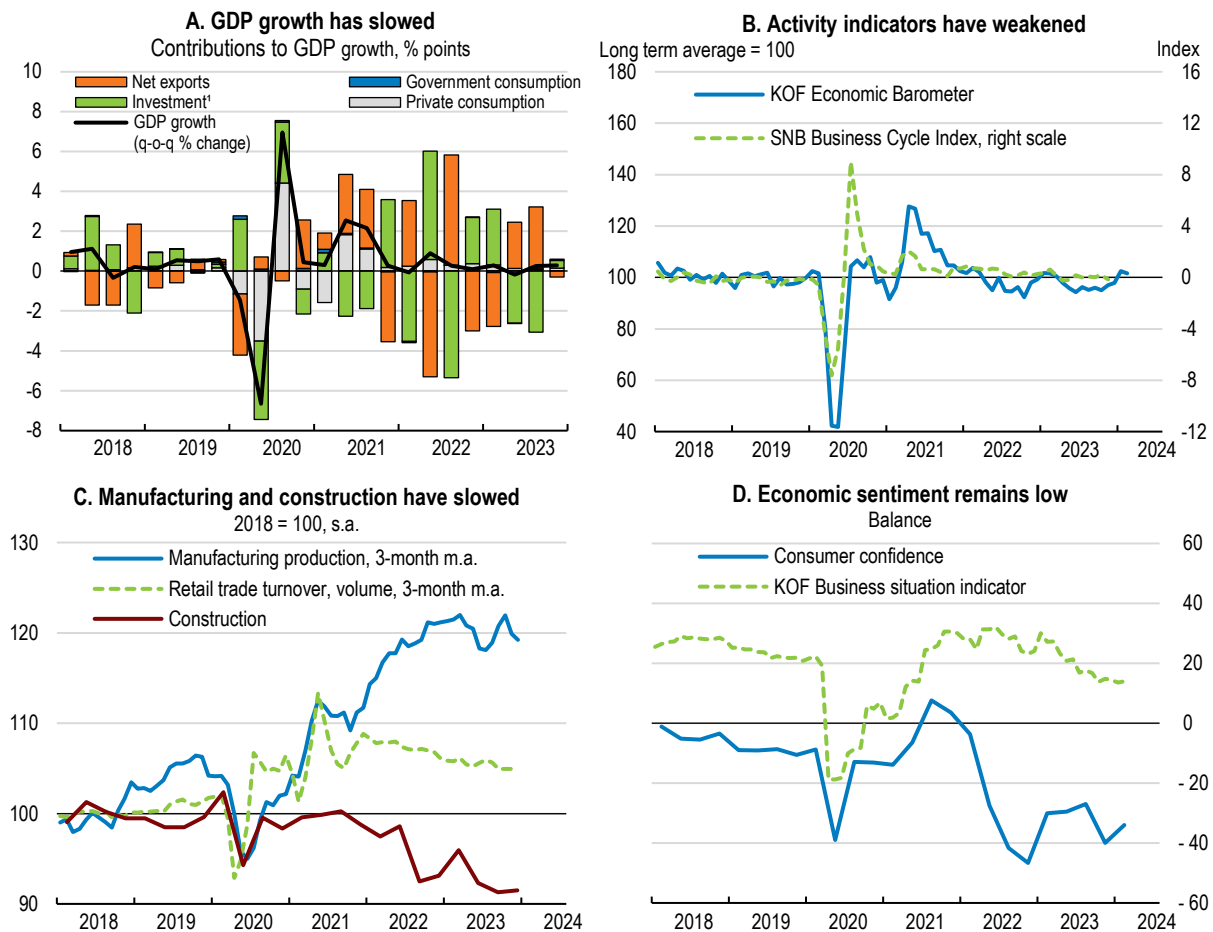 A. GDP growth has slowed
Contributions to GDP growth, % points
Net exports
Government consumption
Investment¹
Private consumption
GDP growth
(q-o-q % change)
10
8
6
4
2
0
-2
-4
-6
-8
2018 2019 2020 2021 2022 2023
B. Activity indicators have weakened
Long term average = 100
Index
KOF Economic Barometer
SNB Business Cycle Index, right scale
180
160
140
120
100
80
60
40
16
12
8
4
0
-4
-8
-12
2018 2019 2020 2021 2022 2023 2024
C. Manufacturing and construction have slowed
2018 = 100, s.a.
Manufacturing production, 3-month m.a.
Retail trade turnover, volume, 3-month m.a.
Construction
130
120
110
100
90
2018 2019 2020 2021 2022 2023 2024
D. Economic sentiment remains low
Balance
Consumer confidence
KOF Business situation indicator
60
40
20
0
- 20
- 40
- 60
2018 2019 2020 2021 2022 2023 2024